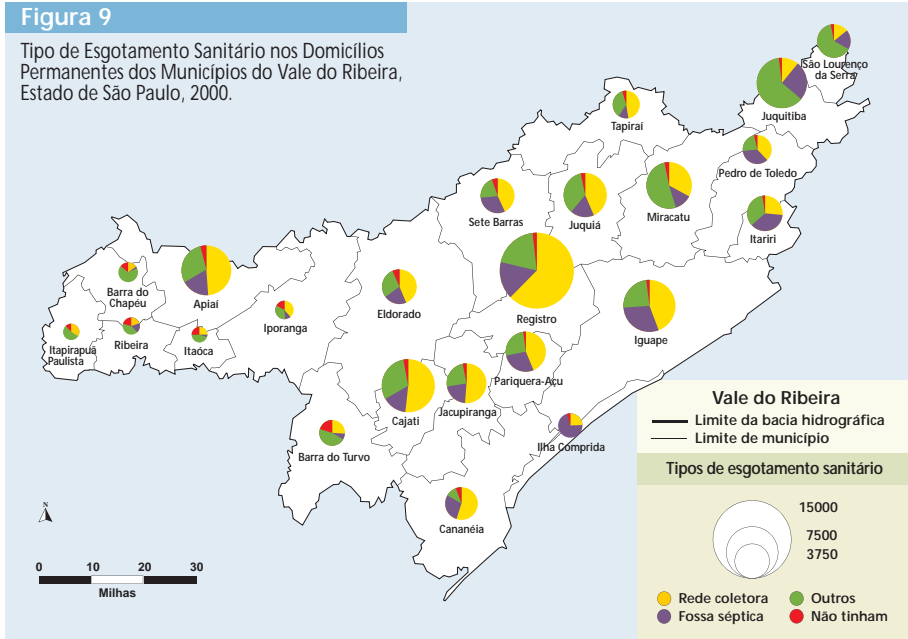 Figura 9
Tipo de Esgotamento Sanitário nos Domicílios
Permanentes dos Municípios do Vale do Ribeira,
Estado de São Paulo, 2000.
São Lourenço
da Serra
Juquitiba
Tapiraí
Pedro de Toledo
Sete Barras
Juquiá
Miracatu
Itariri
Barra do
Chapéu
Apiaí
Iporanga
Eldorado
Registro
Iguape
Itapirapuã
Paulista
Ribeira
Itaóca
Pariquera-Açu
Cajati
Jacupiranga
Barra do Turvo
Ilha Comprida
Cananéia
N
0 10 20 30
Milhas
Vale do Ribeira
Limite da bacia hidrográfica
Limite de município
Tipos de esgotamento sanitário
15000
7500
3750
Rede coletora
Outros
Fossa séptica
Não tinham